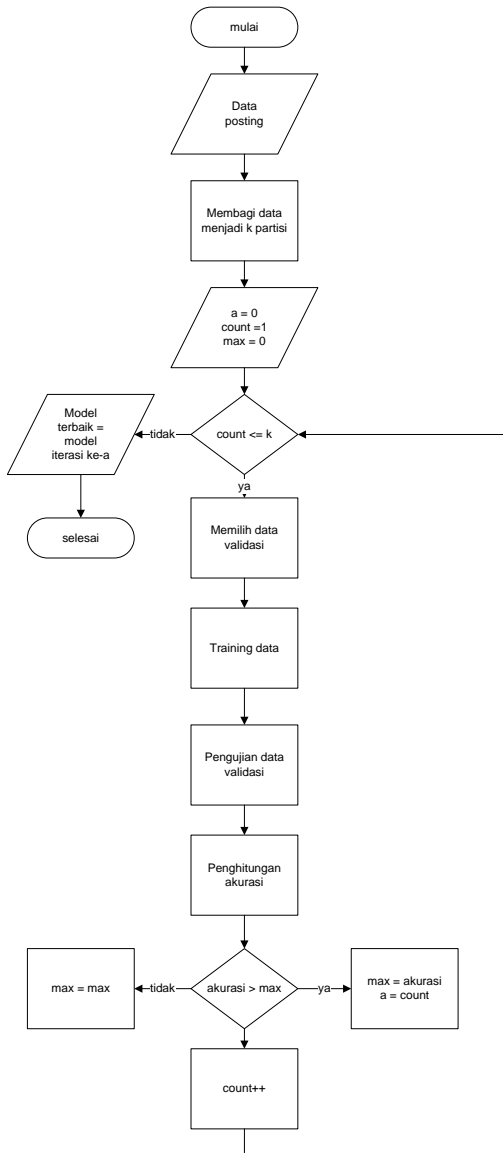 mulai
Data
posting
Membagi data
menjadi k partisi
a = 0
count =1
max = 0
Model
terbaik =
model
iterasi ke-a
tidak
count <= k
ya
selesai
Memilih data
validasi
Training data
Pengujian data
validasi
Penghitungan
akurasi
max = max
tidak
akurasi > max
ya
max = akurasi
a = count
count++